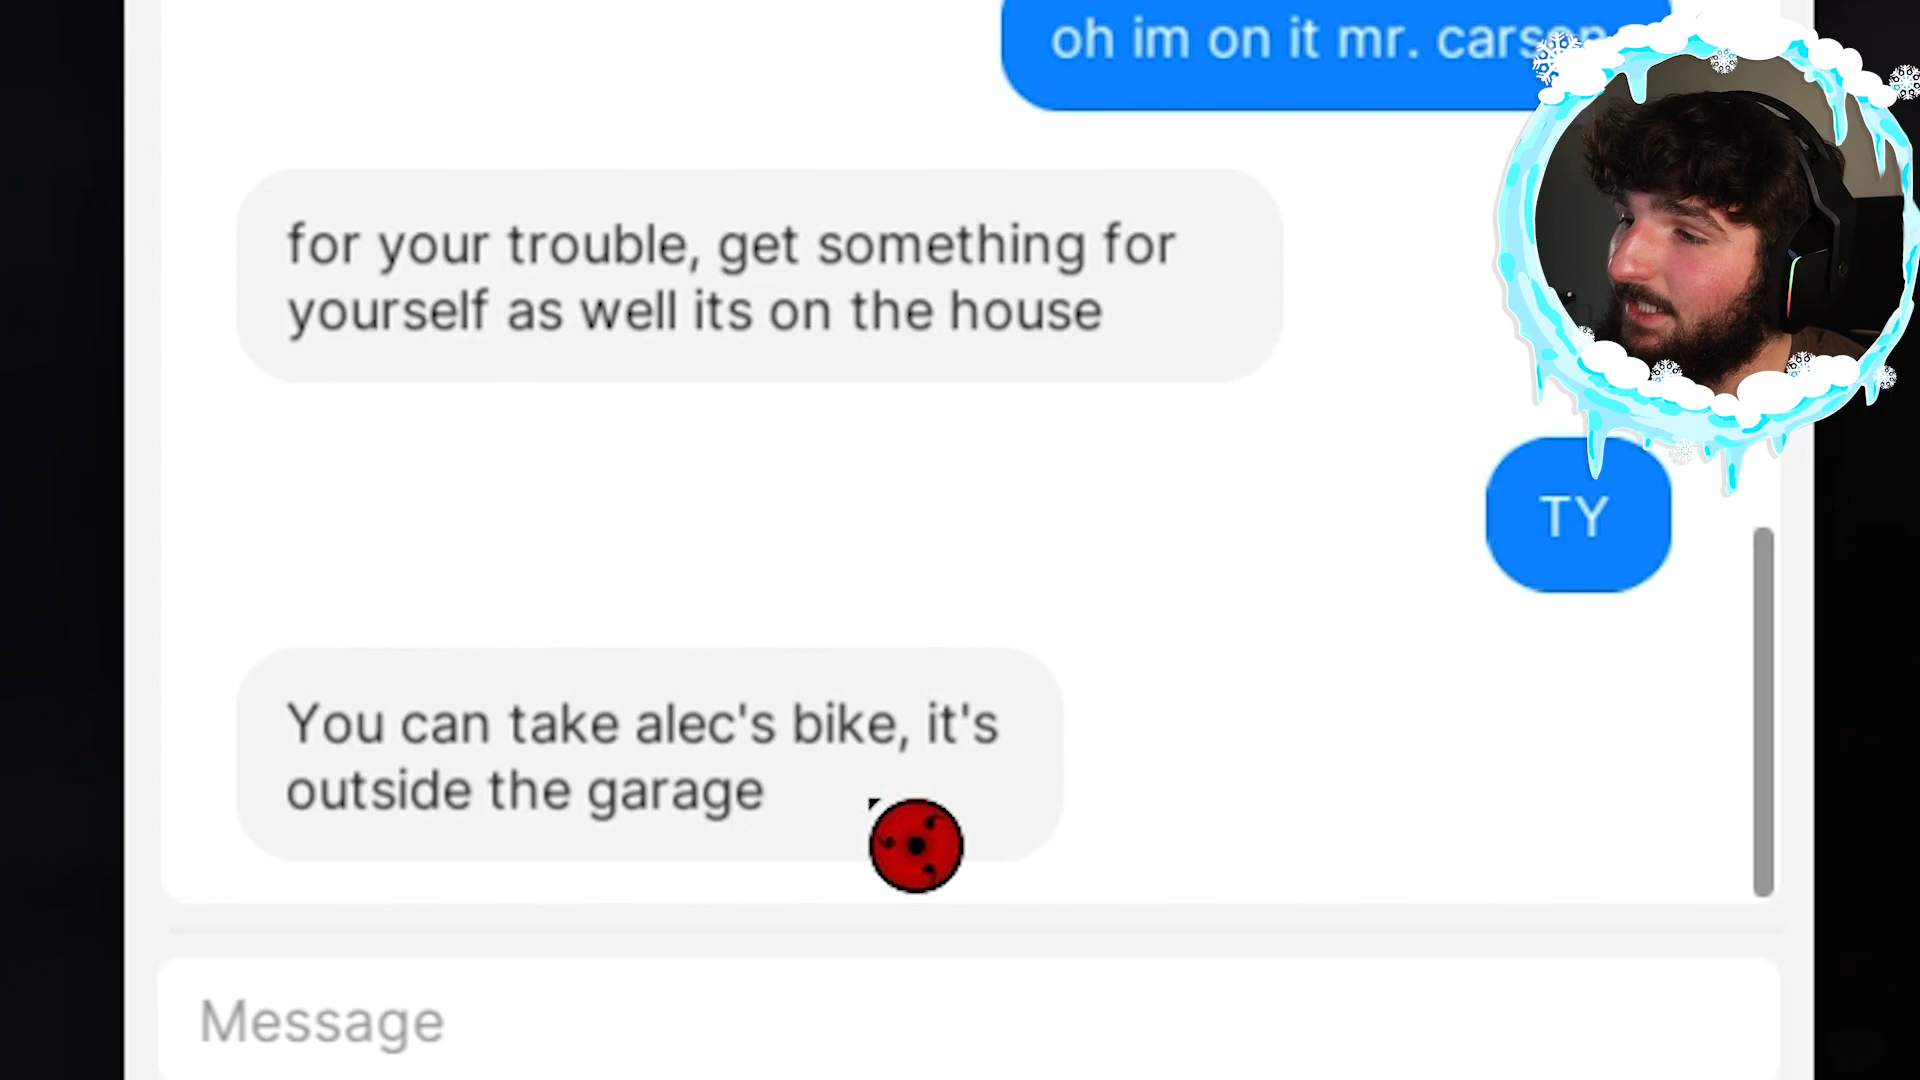 oh im on it mr. carson
for your trouble, get something for
yourself as well its on the house
TY
You can take alec's bike, it's
outside the garage
Message